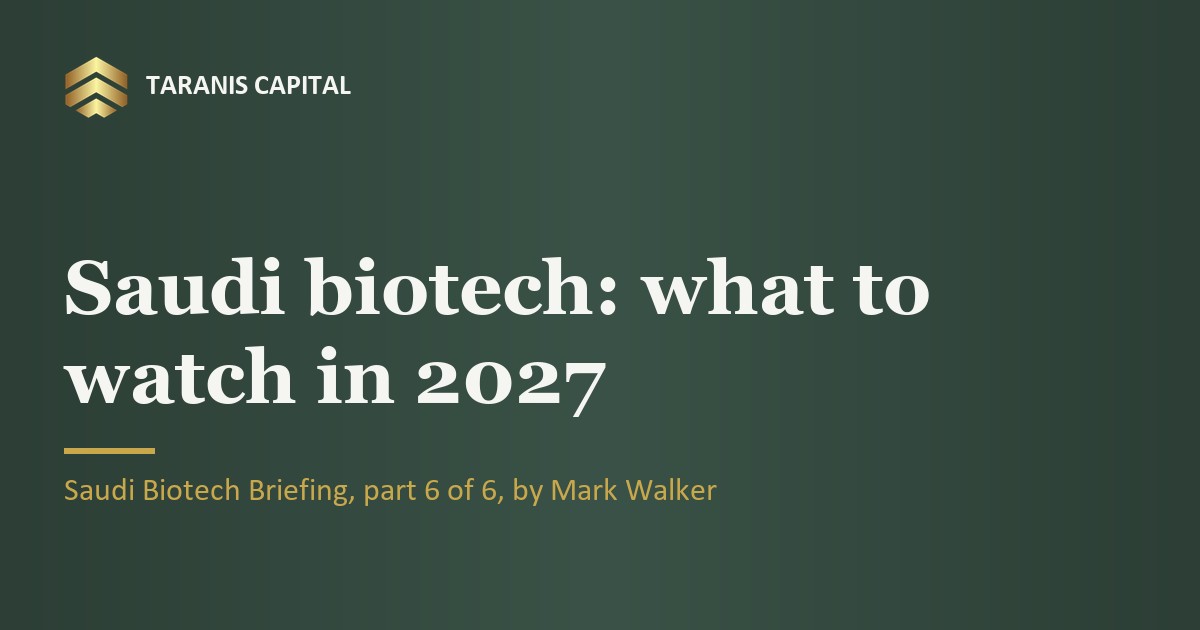 TARANIS CAPITAL
Saudi biotech: what to
watch in 2027
Saudi Biotech Briefing, part 6 of 6, by Mark Walker